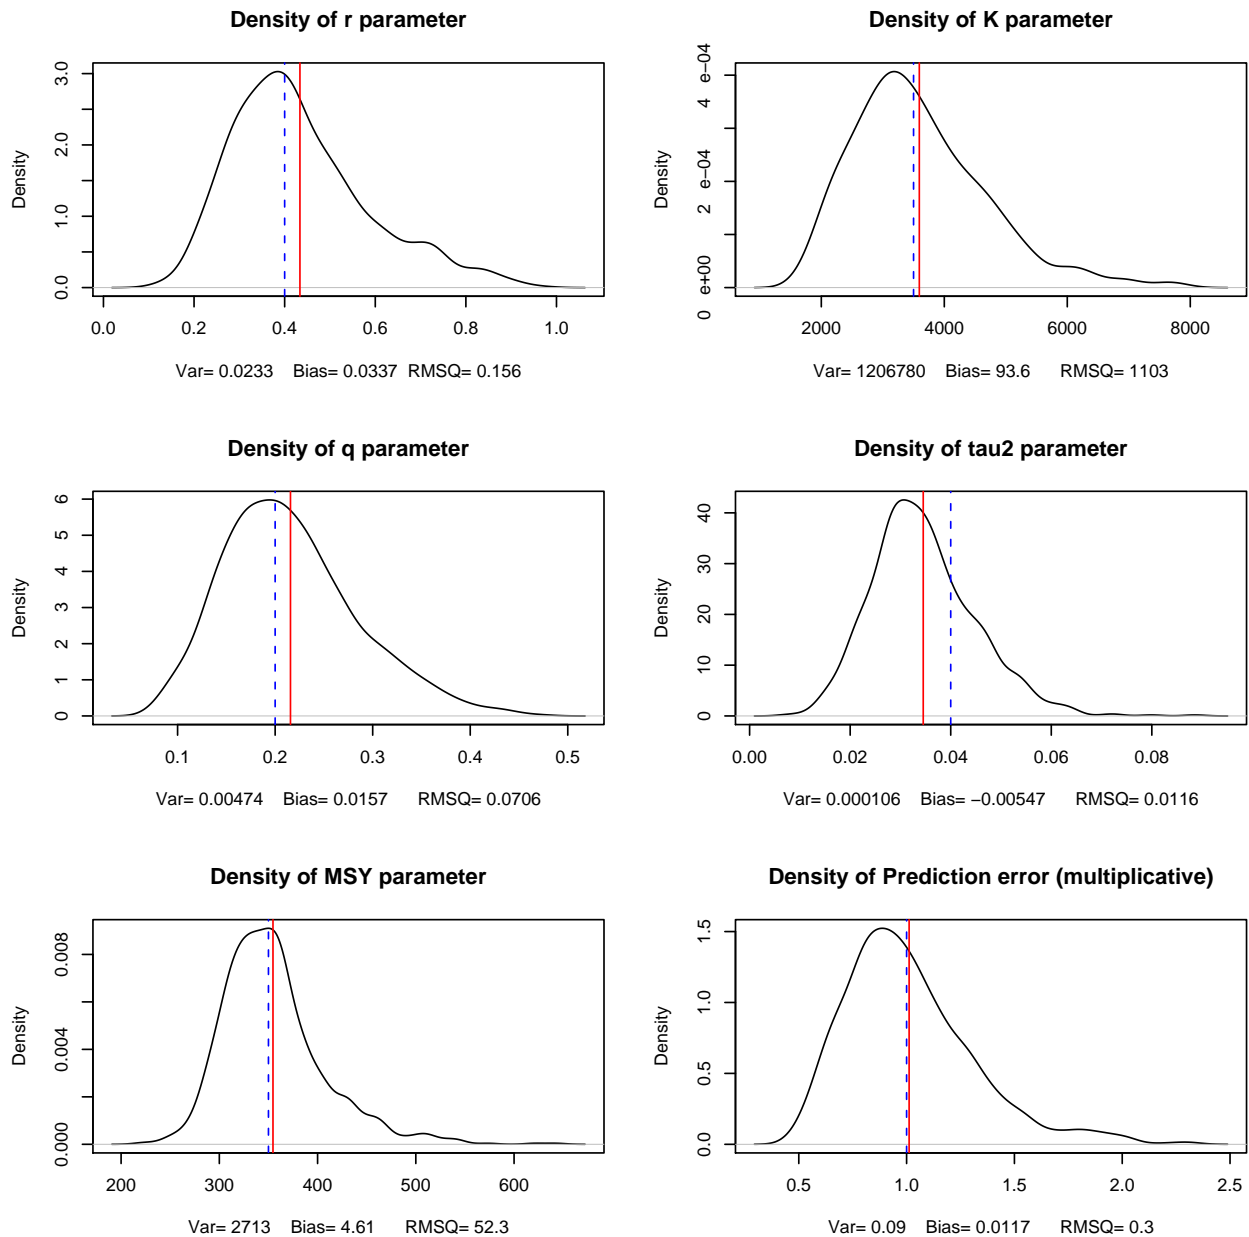 Density of r parameter
Density
0.0 1.0 2.0 3.0
0.0 0.2 0.4 0.6 0.8 1.0
Var= 0.0233 Bias= 0.0337 RMSQ= 0.156
Density of K parameter
Density
0 e+00 2 e−04 4 e−04
2000 4000 6000 8000
Var= 1206780 Bias= 93.6 RMSQ= 1103
Density of q parameter
Density
0 1 2 3 4 5 6
0.1 0.2 0.3 0.4 0.5
Var= 0.00474 Bias= 0.0157 RMSQ= 0.0706
Density of tau2 parameter
Density
0 10 20 30 40
0.00 0.02 0.04 0.06 0.08
Var= 0.000106 Bias= −0.00547 RMSQ= 0.0116
Density of MSY parameter
Density
0.000 0.004 0.008
200 300 400 500 600
Var= 2713 Bias= 4.61 RMSQ= 52.3
Density of Prediction error (multiplicative)
Density
0.0 0.5 1.0 1.5
0.5 1.0 1.5 2.0 2.5
Var= 0.09 Bias= 0.0117 RMSQ= 0.3